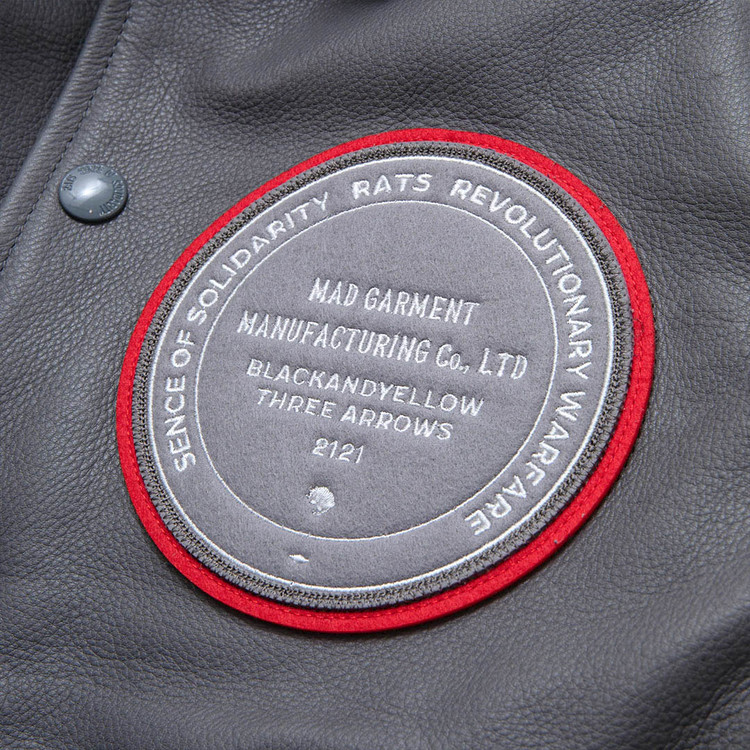 SENCE OF SOLIDARITY RATS REVOLUTIONARY WARFARE
MAD GARMENT
MANUFACTURING Co., LTD
BLACKANDYELLOW
THREE ARROWS
2121